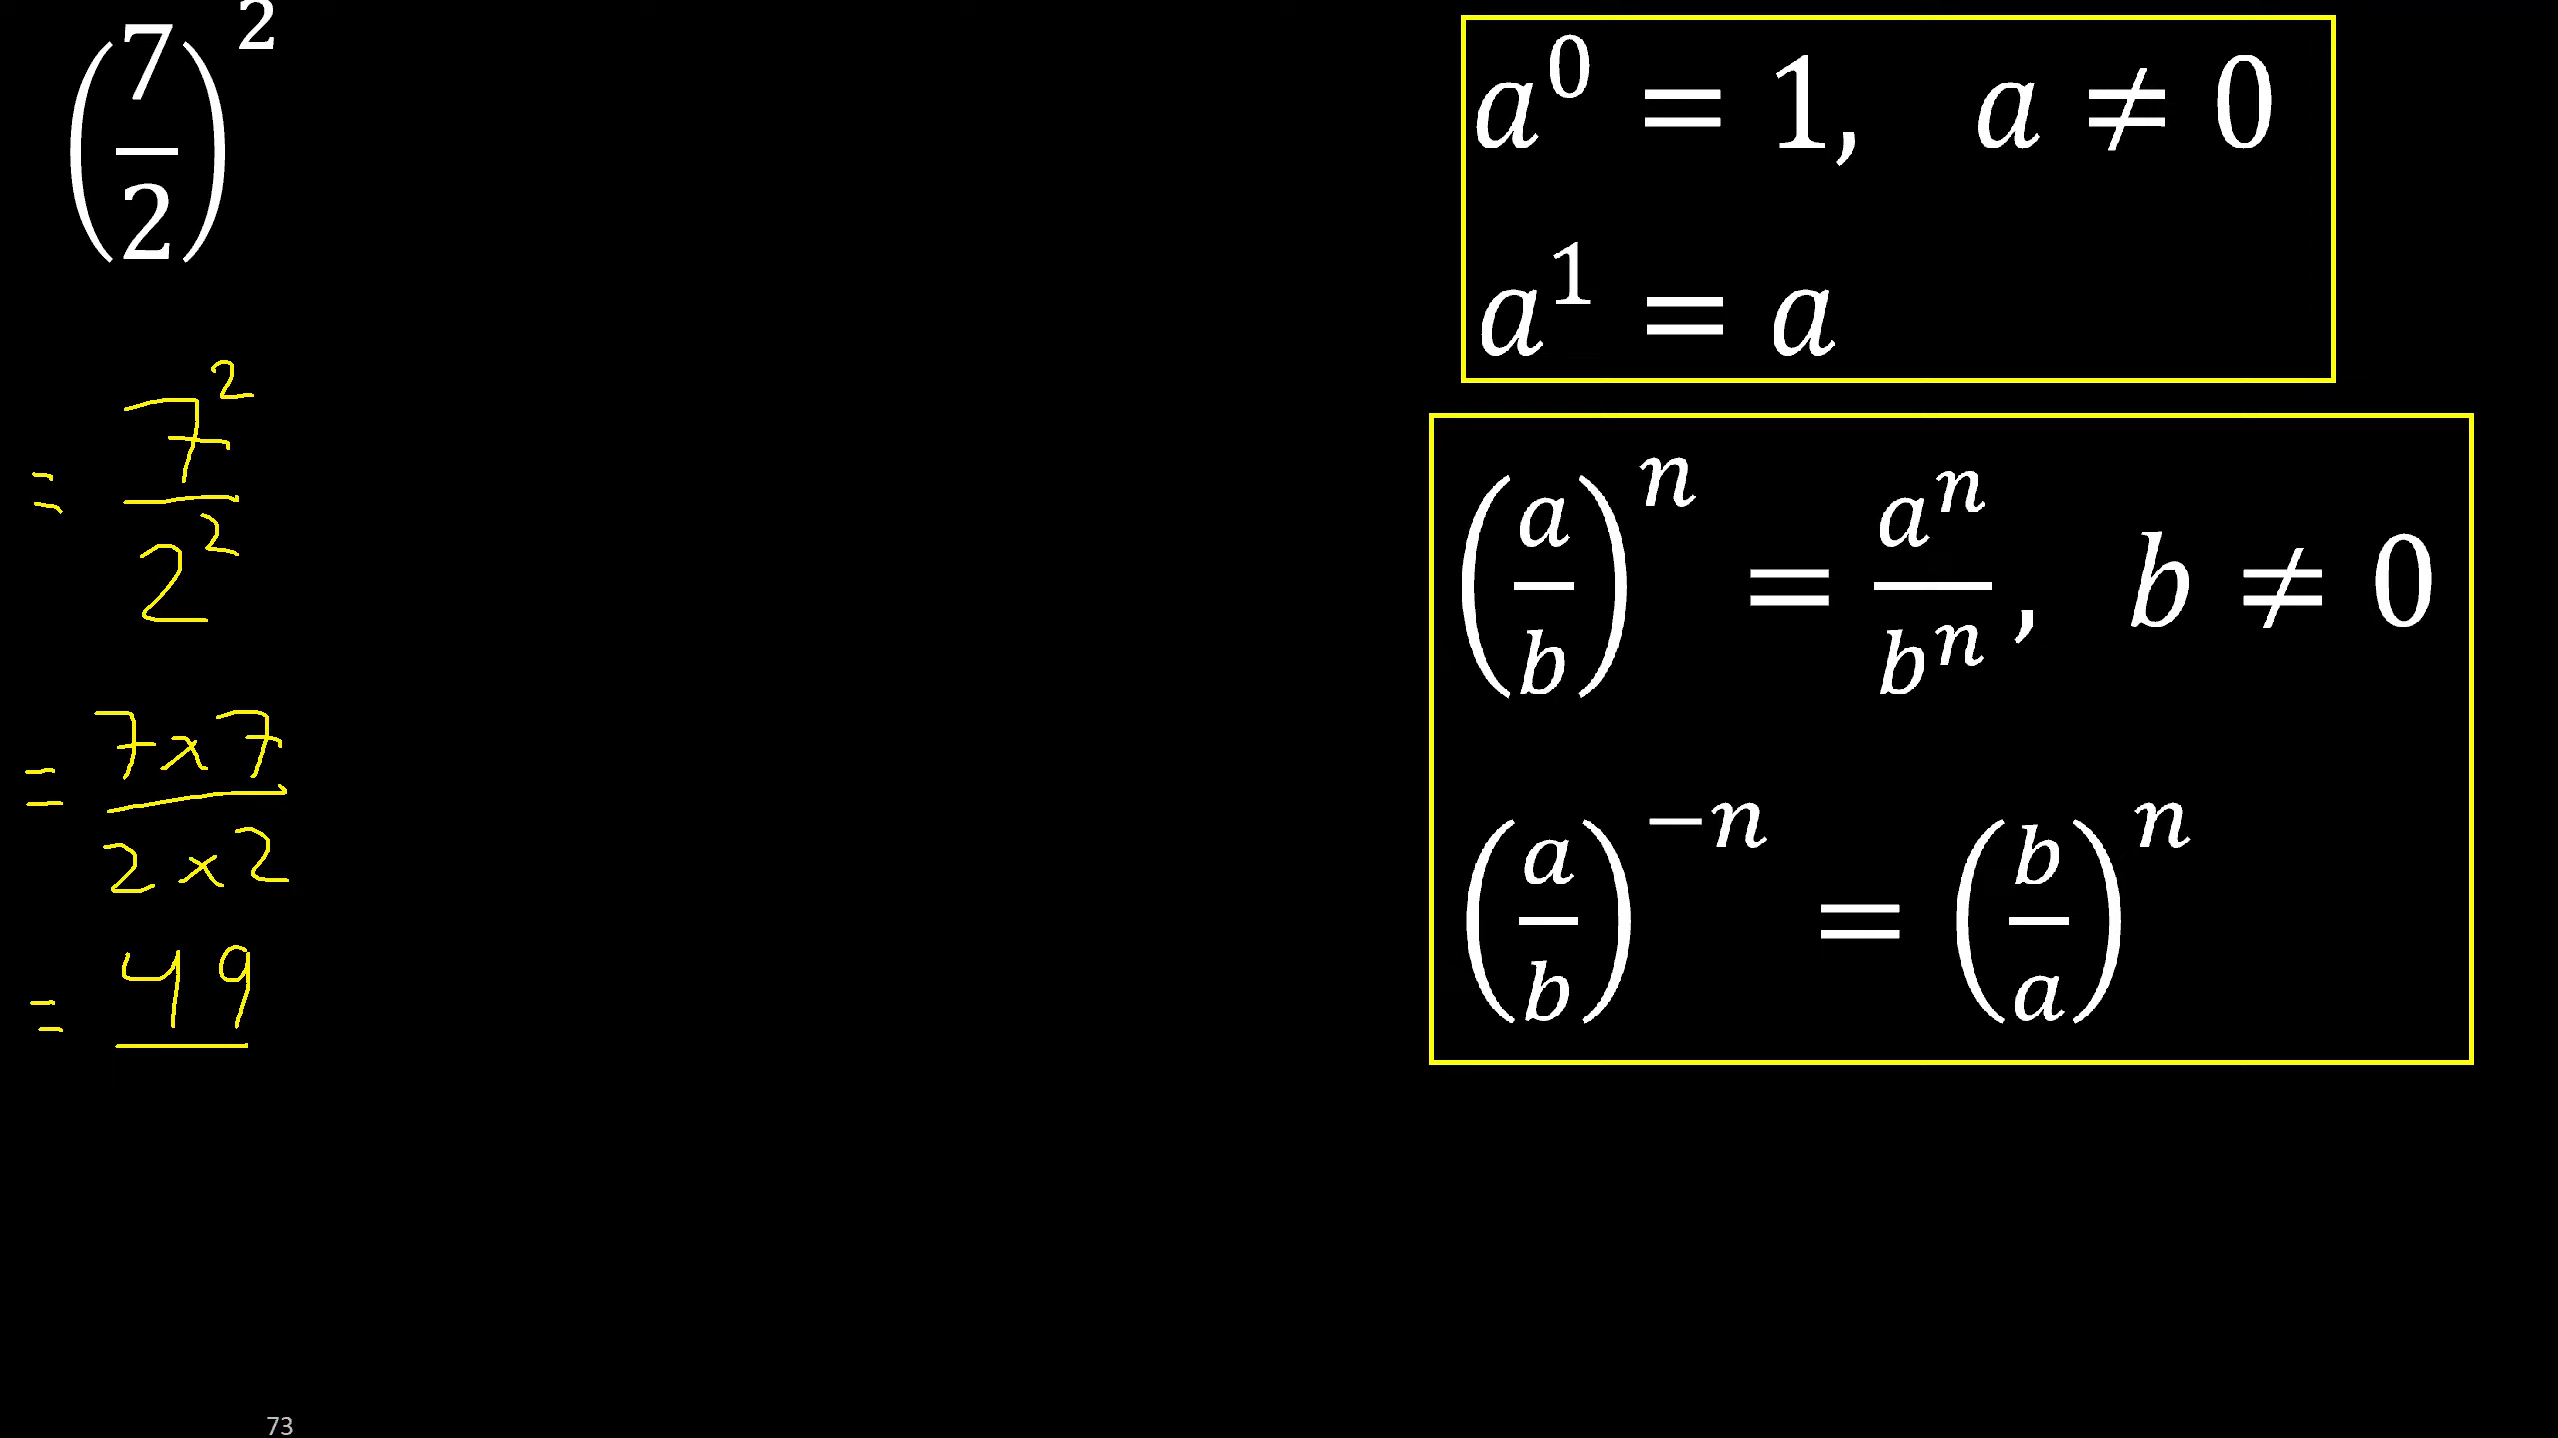 (7/2)^2
= 7^2/2^2
= 7×7/2×2
= 49/
a^0 = 1, a ≠ 0
a^1 = a
(a/b)^n = a^n/b^n, b ≠ 0
(a/b)^−n = (b/a)^n
73